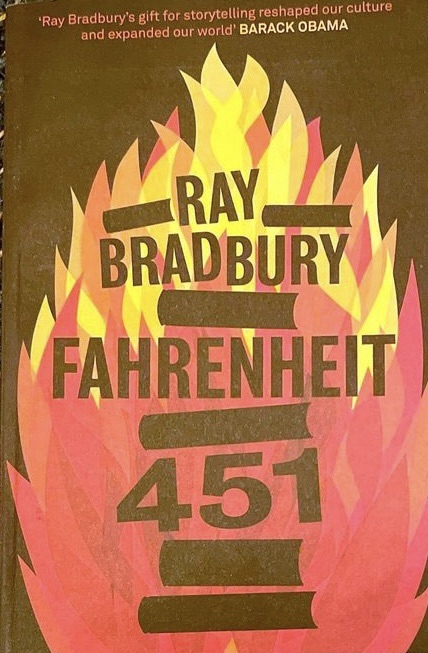 'Ray Bradbury's gift for storytelling reshaped our culture
and expanded our world' BARACK OBAMA
RAY
BRADBURY
FAHRENHEIT
451